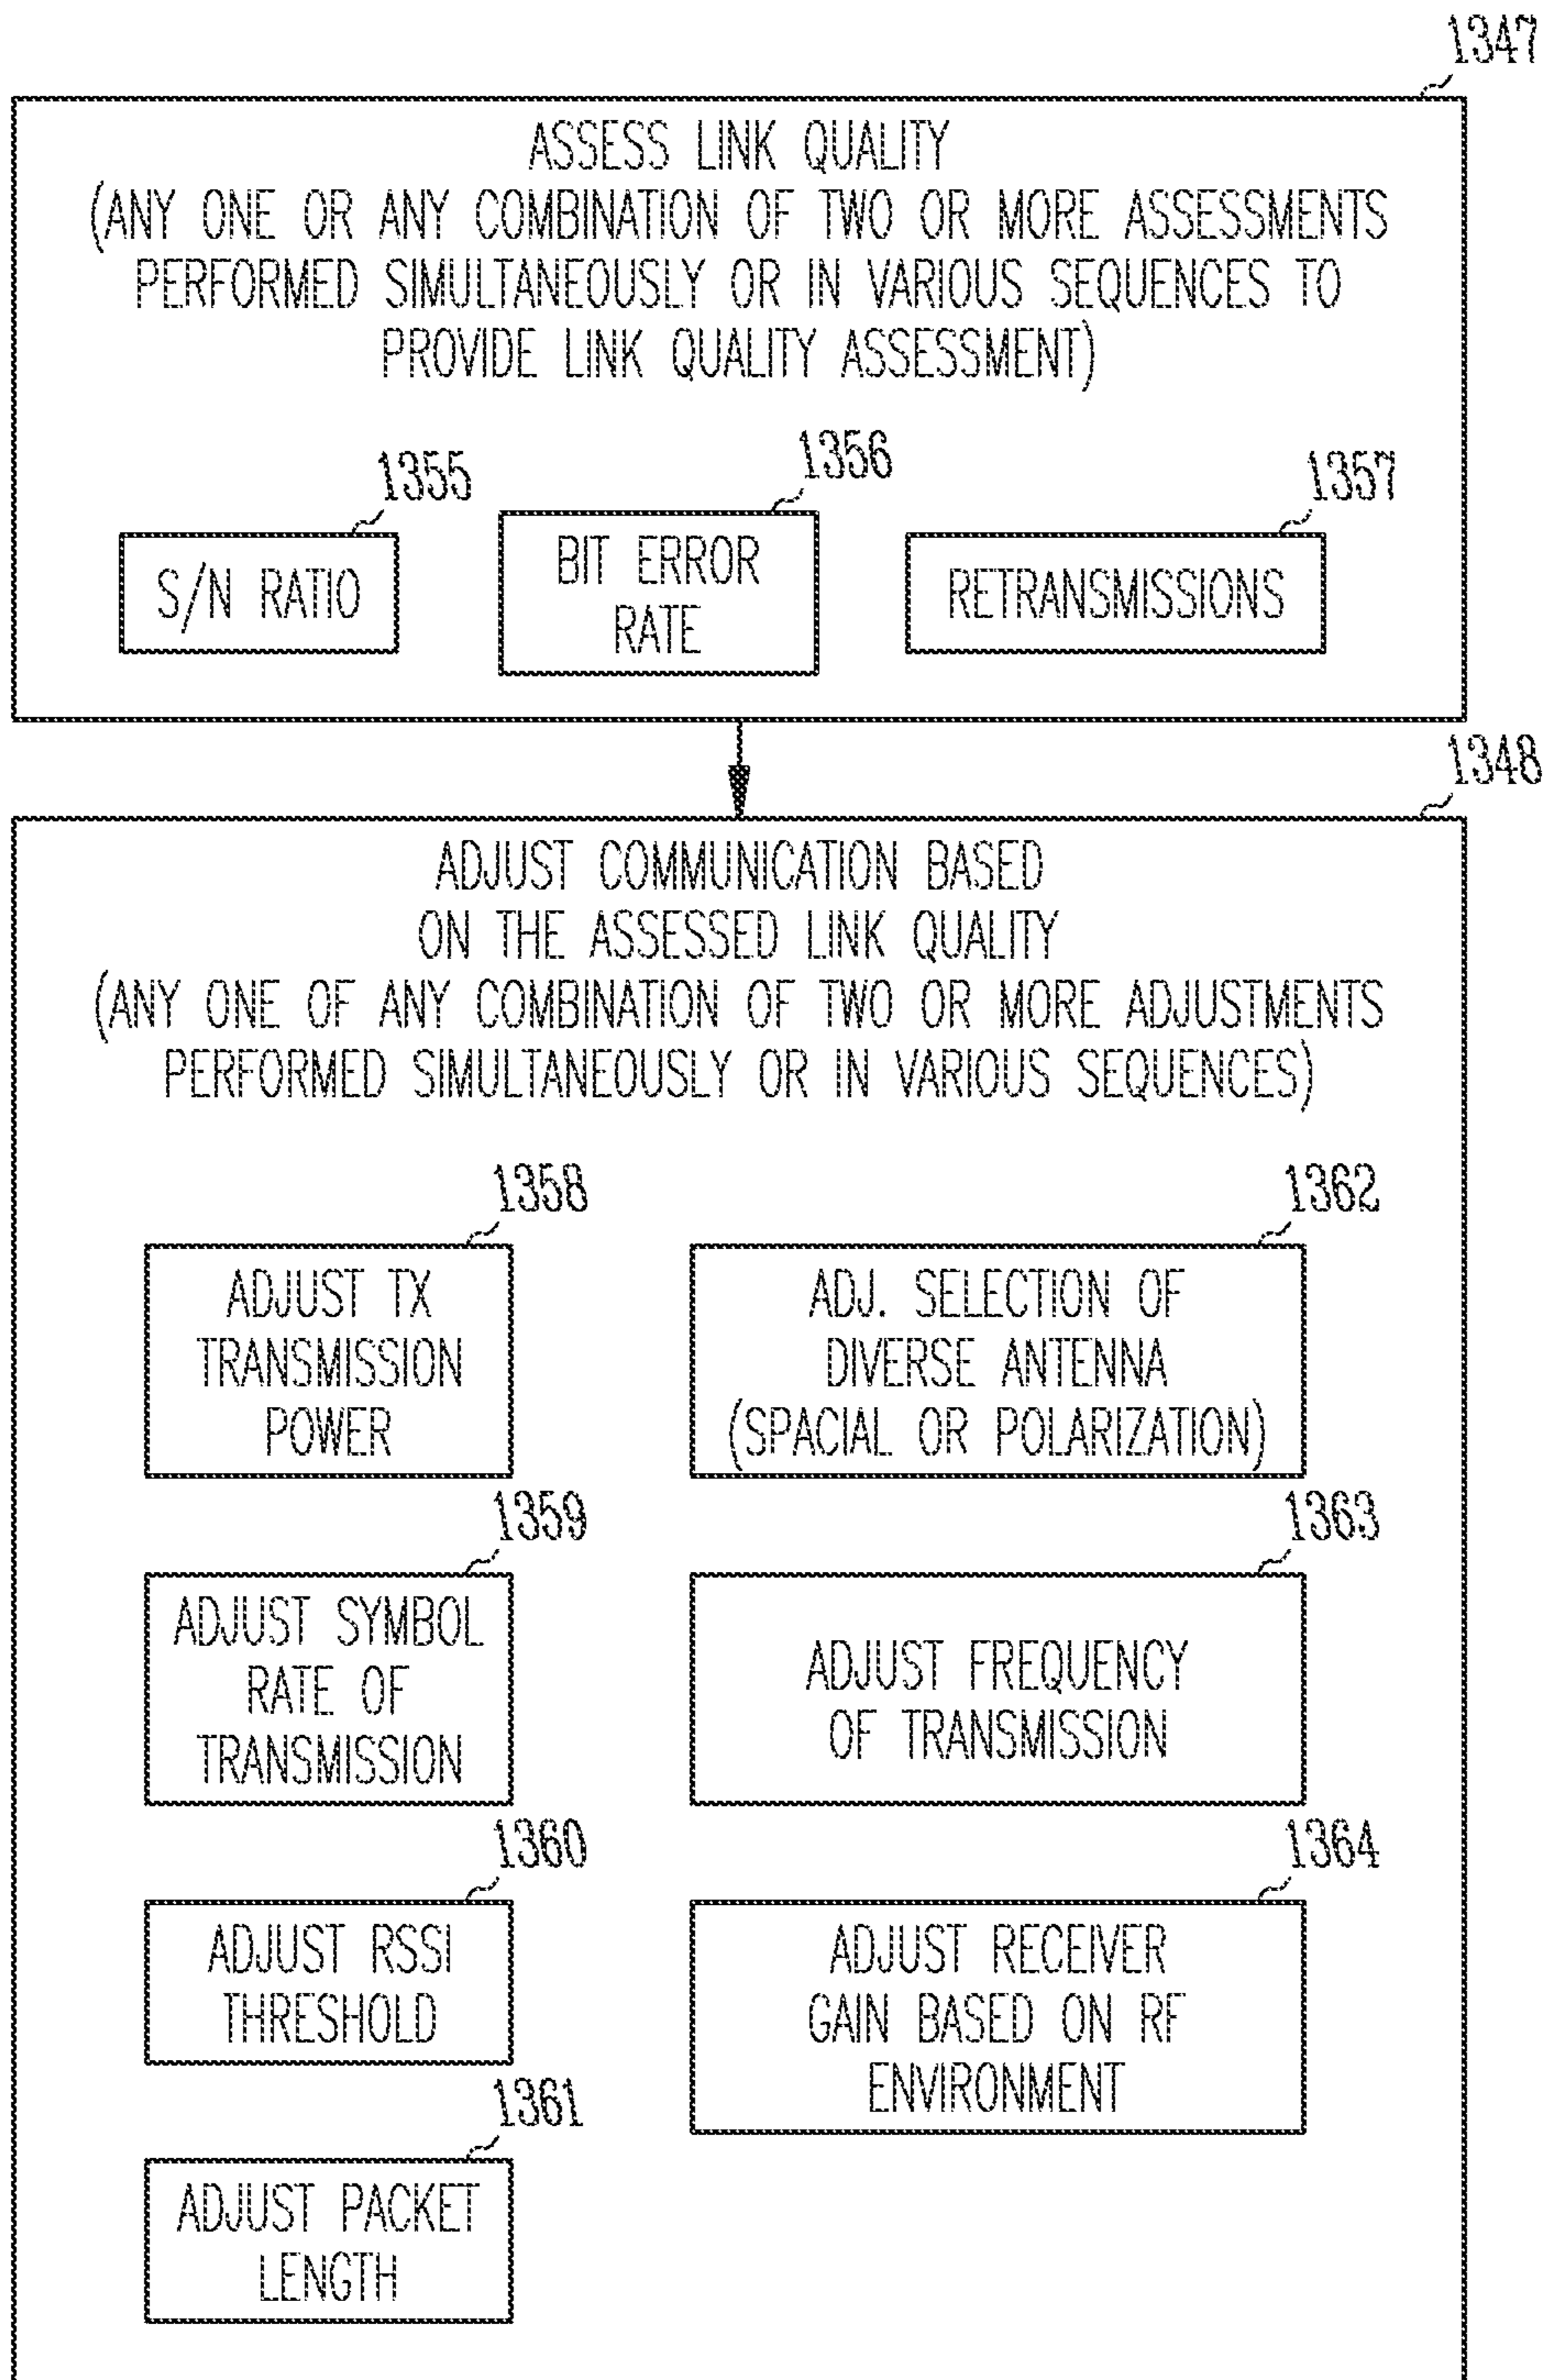 1347
ASSESS LINK QUALITY
(ANY ONE OR ANY COMBINATION OF TWO OR MORE ASSESSMENTS
PERFORMED SIMULTANEOUSLY OR IN VARIOUS SEQUENCES TO
PROVIDE LINK QUALITY ASSESSMENT)
1355
S/N RATIO
1356
BIT ERROR
RATE
1357
RETRANSMISSIONS
1348
ADJUST COMMUNICATION BASED
ON THE ASSESSED LINK QUALITY
(ANY ONE OF ANY COMBINATION OF TWO OR MORE ADJUSTMENTS
PERFORMED SIMULTANEOUSLY OR IN VARIOUS SEQUENCES)
1358
ADJUST TX
TRANSMISSION
POWER
1359
ADJUST SYMBOL
RATE OF
TRANSMISSION
1360
ADJUST RSSI
THRESHOLD
1361
ADJUST PACKET
LENGTH
1362
ADJ. SELECTION OF
DIVERSE ANTENNA
(SPACIAL OR POLARIZATION)
1363
ADJUST FREQUENCY
OF TRANSMISSION
1364
ADJUST RECEIVER
GAIN BASED ON RF
ENVIRONMENT